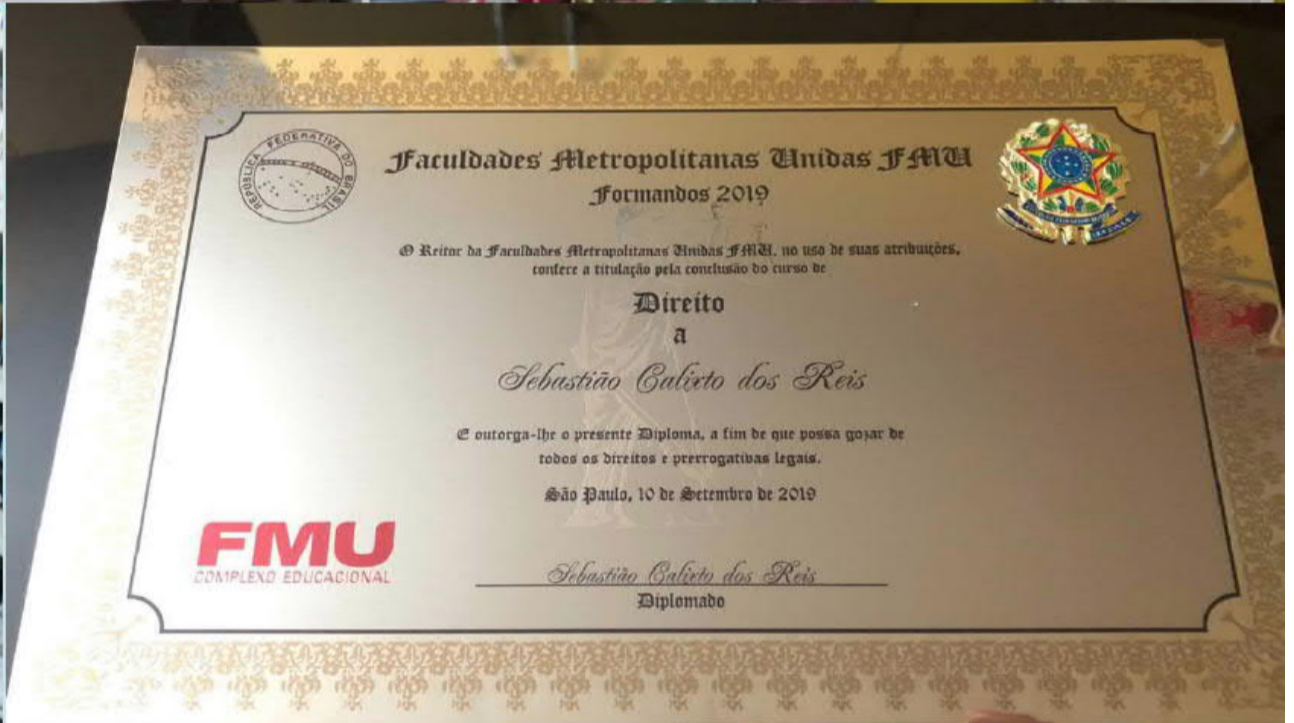 REPÚBLICA FEDERATIVA DO BRASIL
Faculdades Metropolitanas Unidas FMU
Formandos 2019
O Reitor da Faculdades Metropolitanas Unidas FMU, no uso de suas atribuições,
confere a titulação pela conclusão do curso de
Direito
a
Sebastião Calixto dos Reis
E outorga-lhe o presente Diploma, a fim de que possa gozar de
todos os direitos e prerrogativas legais.
São Paulo, 10 de Setembro de 2019
FMU
COMPLEXO EDUCACIONAL
Sebastião Calixto dos Reis
Diplomado